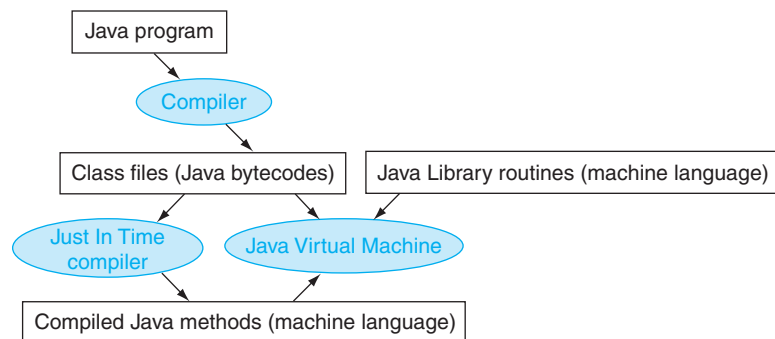 Java program
Compiler
Class files (Java bytecodes)
Java Library routines (machine language)
Just In Time
compiler
Java Virtual Machine
Compiled Java methods (machine language)